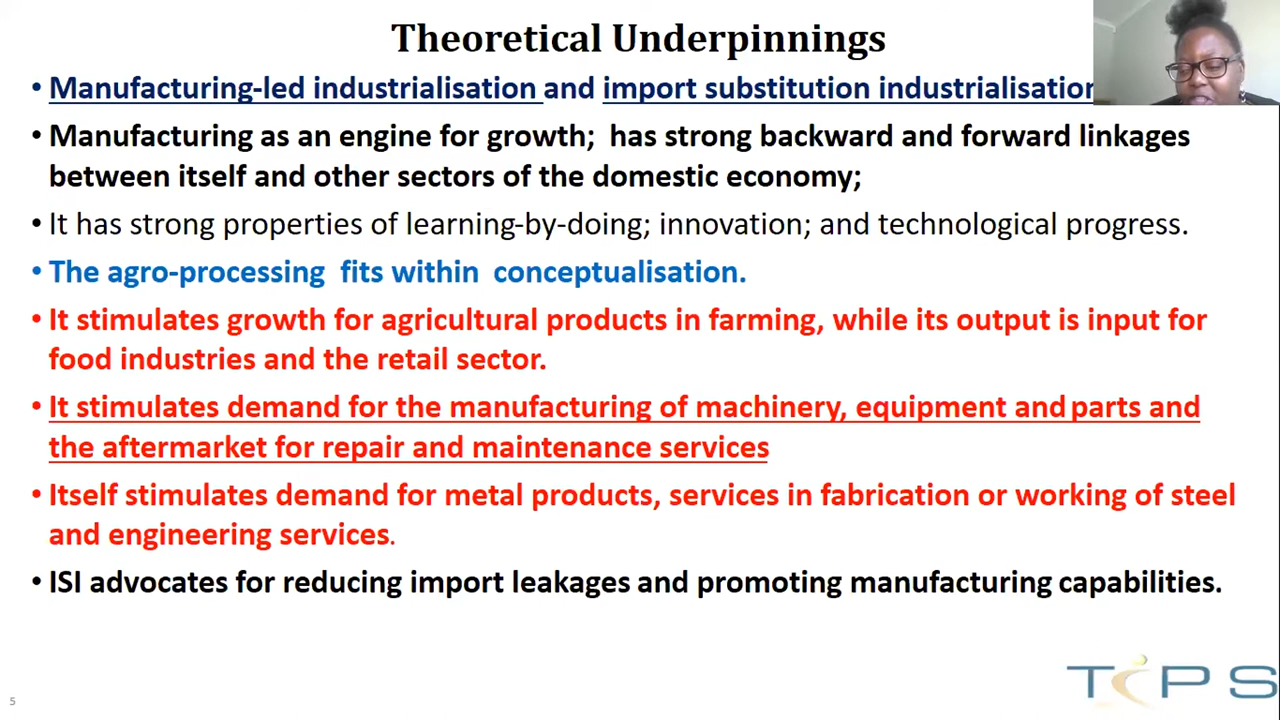 Theoretical Underpinnings
• Manufacturing-led industrialisation and import substitution industrialisation
• Manufacturing as an engine for growth; has strong backward and forward linkages
between itself and other sectors of the domestic economy;
• It has strong properties of learning-by-doing; innovation; and technological progress.
• The agro-processing fits within conceptualisation.
• It stimulates growth for agricultural products in farming, while its output is input for
food industries and the retail sector.
• It stimulates demand for the manufacturing of machinery, equipment and parts and
the aftermarket for repair and maintenance services
• Itself stimulates demand for metal products, services in fabrication or working of steel
and engineering services.
• ISI advocates for reducing import leakages and promoting manufacturing capabilities.
TIPS
5